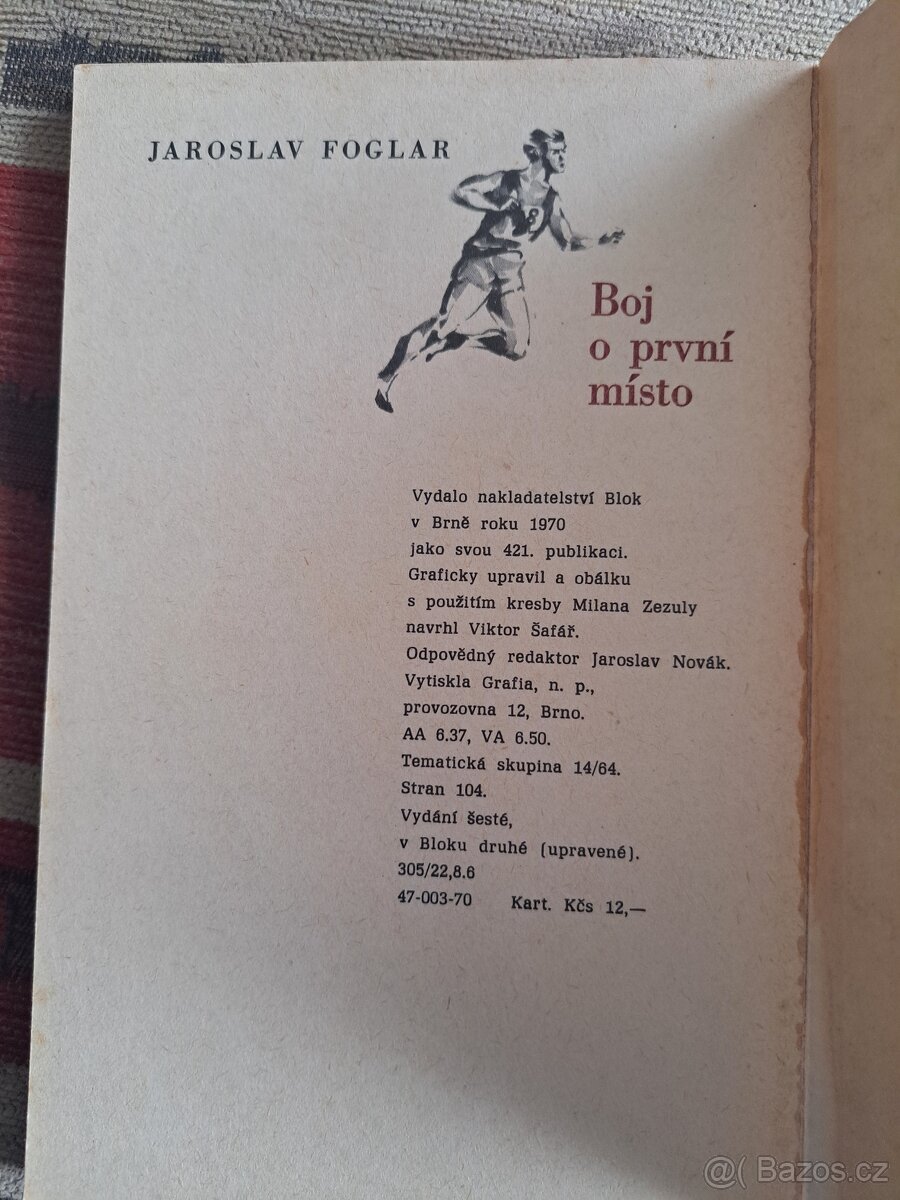 JAROSLAV FOGLAR
8
Boj
o první
místo
Vydalo nakladatelství Blok
v Brně roku 1970
jako svou 421. publikaci.
Graficky upravil a obálku
s použitím kresby Milana Zezuly
navrhl Viktor Šafář.
Odpovědný redaktor Jaroslav Novák.
Vytiskla Grafia, n. p.,
provozovna 12, Brno.
AA 6.37, VA 6.50.
Tematická skupina 14/64.
Stran 104.
Vydání šesté,
v Bloku druhé (upravené).
305/22,8.6
47-003-70 Kart. Kčs 12,—
@( Bazos.cz